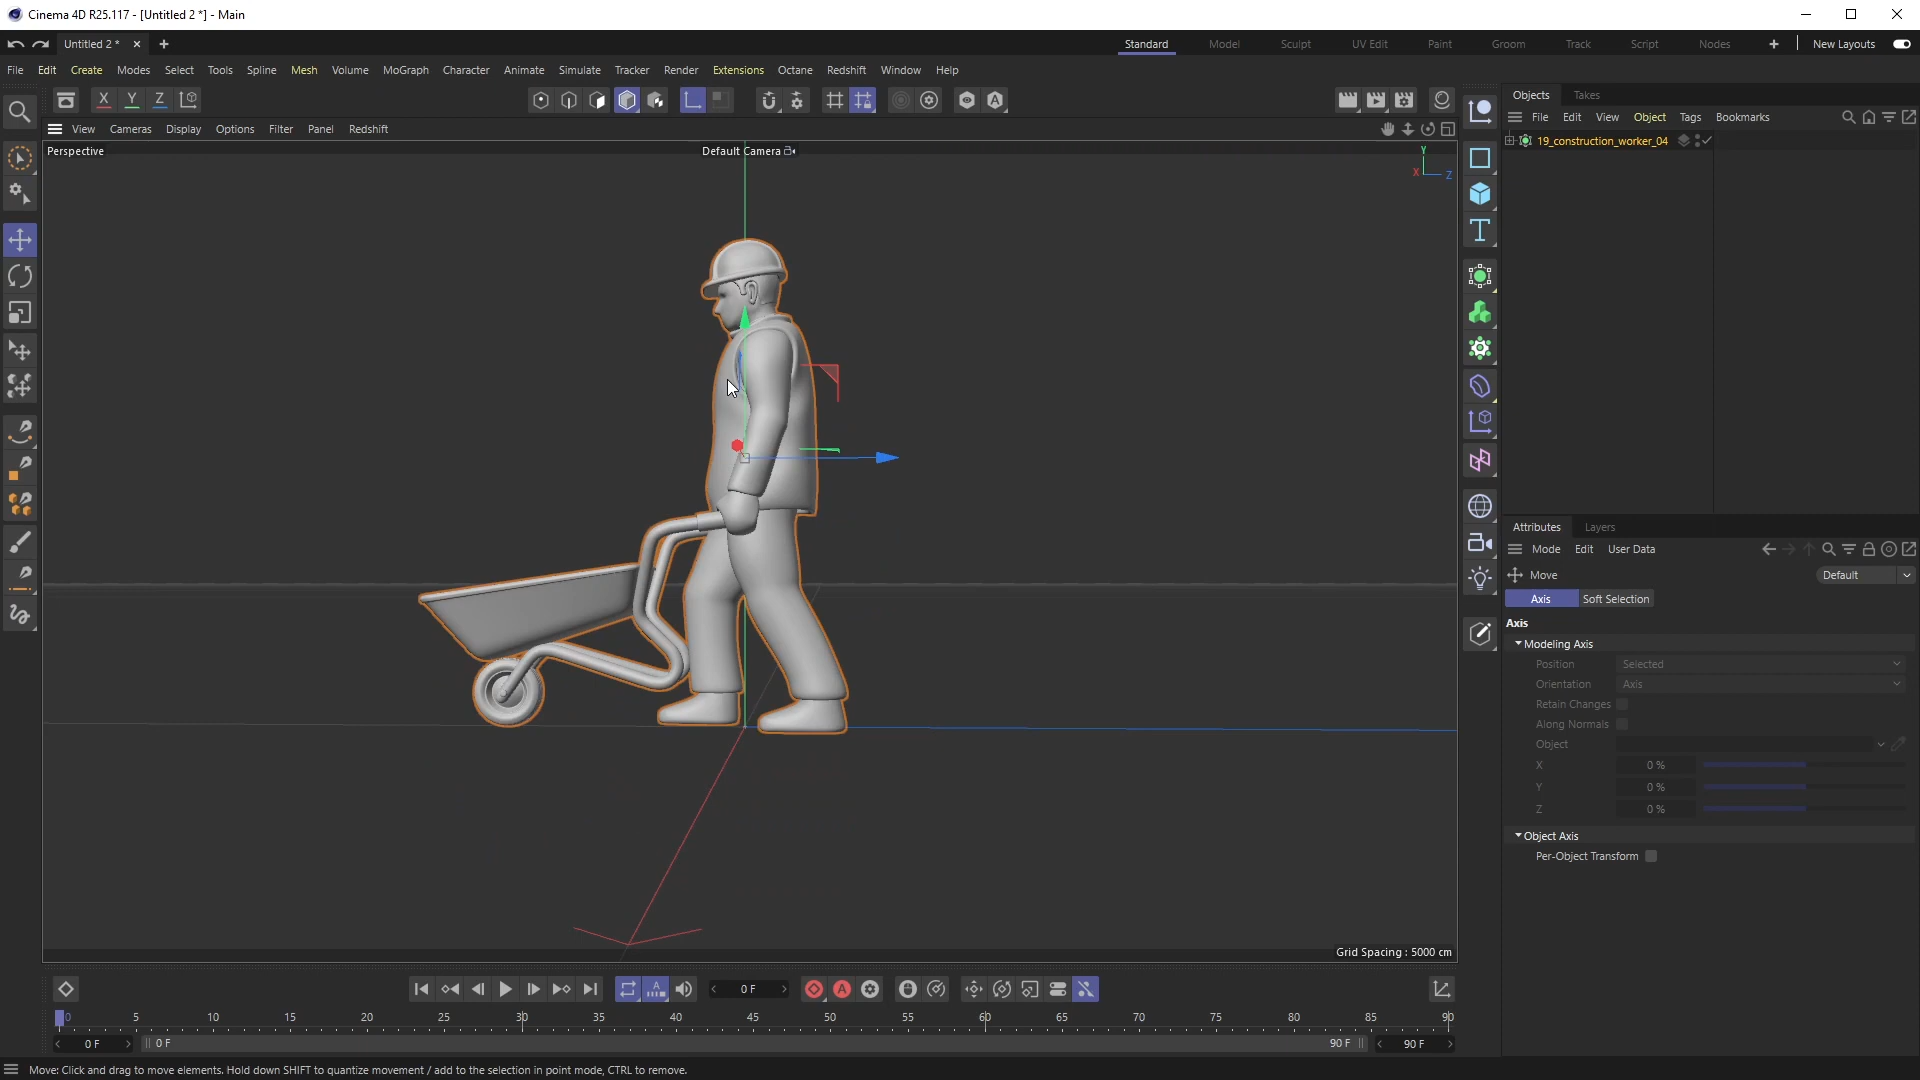 Cinema 4D R25.117 - [Untitled 2 *] - Main
Untitled 2 *
Standard Model Sculpt UV Edit Paint Groom Track Script Nodes New Layouts
File Edit Create Modes Select Tools Spline Mesh Volume MoGraph Character Animate Simulate Tracker Render Extensions Octane Redshift Window Help
X Y Z
Objects Takes
File Edit View Object Tags Bookmarks
View Cameras Display Options Filter Panel Redshift
19_construction_worker_04
Perspective
Default Camera
Y
X Z
Attributes Layers
Mode Edit User Data
Move
Default
Axis Soft Selection
Axis
Modeling Axis
Position Selected
Orientation Axis
Retain Changes
Along Normals
Object
X 0 %
Y 0 %
Z 0 %
Object Axis
Per-Object Transform
Grid Spacing : 5000 cm
0 F
0 5 10 15 20 25 30 35 40 45 50 55 60 65 70 75 80 85 90
0 F 0 F 90 F 90 F
Move: Click and drag to move elements. Hold down SHIFT to quantize movement / add to the selection in point mode, CTRL to remove.